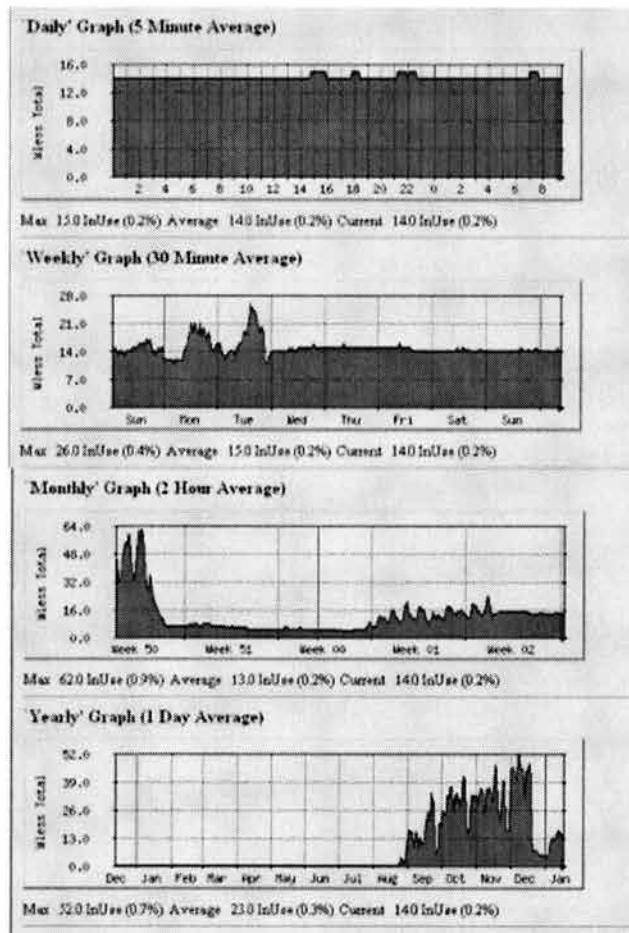 'Daily' Graph (5 Minute Average)
16.0
12.0
8.0
4.0
0.0
Wless Total
2 4 6 8 10 12 14 16 18 20 22 0 2 4 6 8
Max 15.0 InUse (0.2%) Average 14.0 InUse (0.2%) Current 14.0 InUse (0.2%)
'Weekly' Graph (30 Minute Average)
28.0
21.0
14.0
7.0
0.0
Wless Total
Sun Mon Tue Wed Thu Fri Sat Sun
Max 26.0 InUse (0.4%) Average 15.0 InUse (0.2%) Current 14.0 InUse (0.2%)
'Monthly' Graph (2 Hour Average)
64.0
48.0
32.0
16.0
0.0
Wless Total
Week 50 Week 51 Week 00 Week 01 Week 02
Max 62.0 InUse (0.9%) Average 13.0 InUse (0.2%) Current 14.0 InUse (0.2%)
'Yearly' Graph (1 Day Average)
52.0
39.0
26.0
13.0
0.0
Wless Total
Dec Jan Feb Mar Apr May Jun Jul Aug Sep Oct Nov Dec Jan
Max 52.0 InUse (0.7%) Average 23.0 InUse (0.3%) Current 14.0 InUse (0.2%)